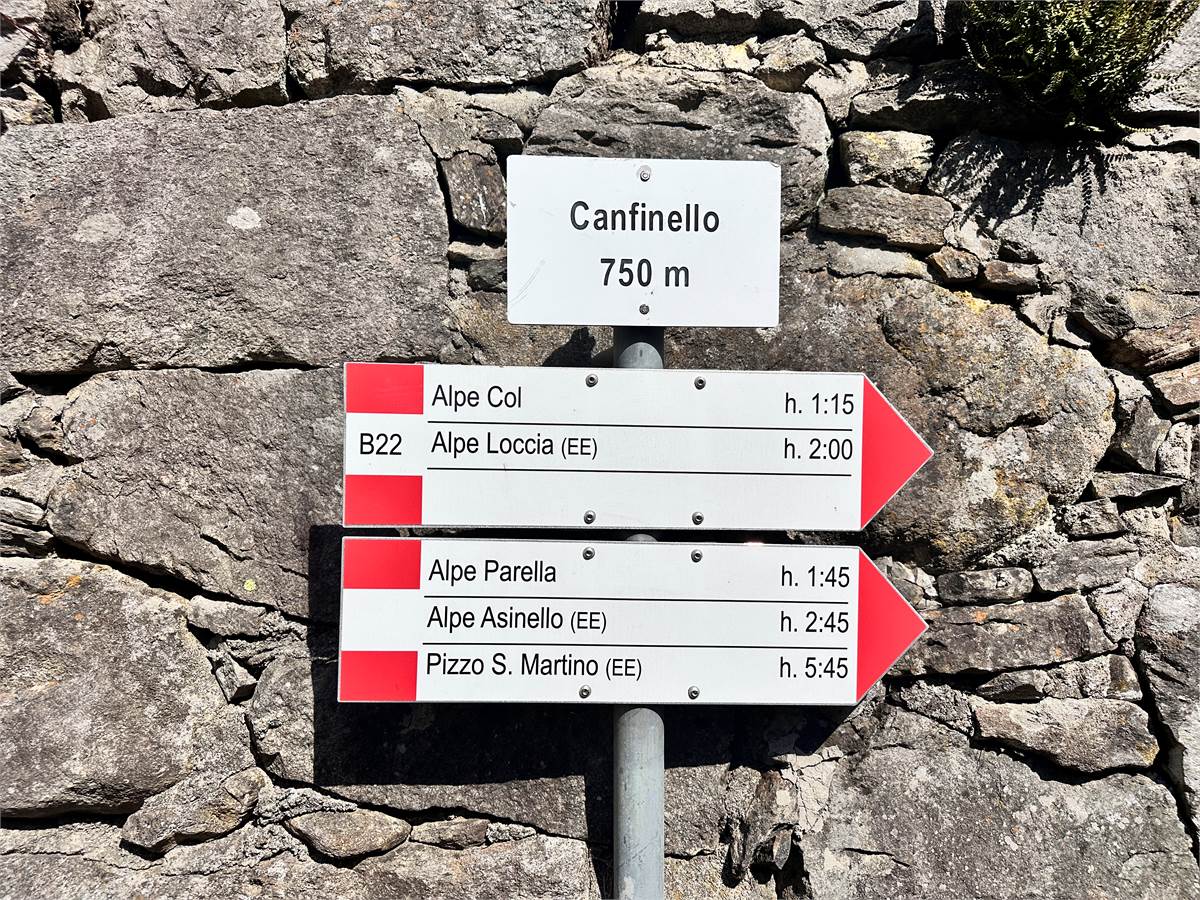 Canfinello
750 m
Alpe Col h. 1:15
B22 Alpe Loccia (EE) h. 2:00
Alpe Parella h. 1:45
Alpe Asinello (EE) h. 2:45
Pizzo S. Martino (EE) h. 5:45